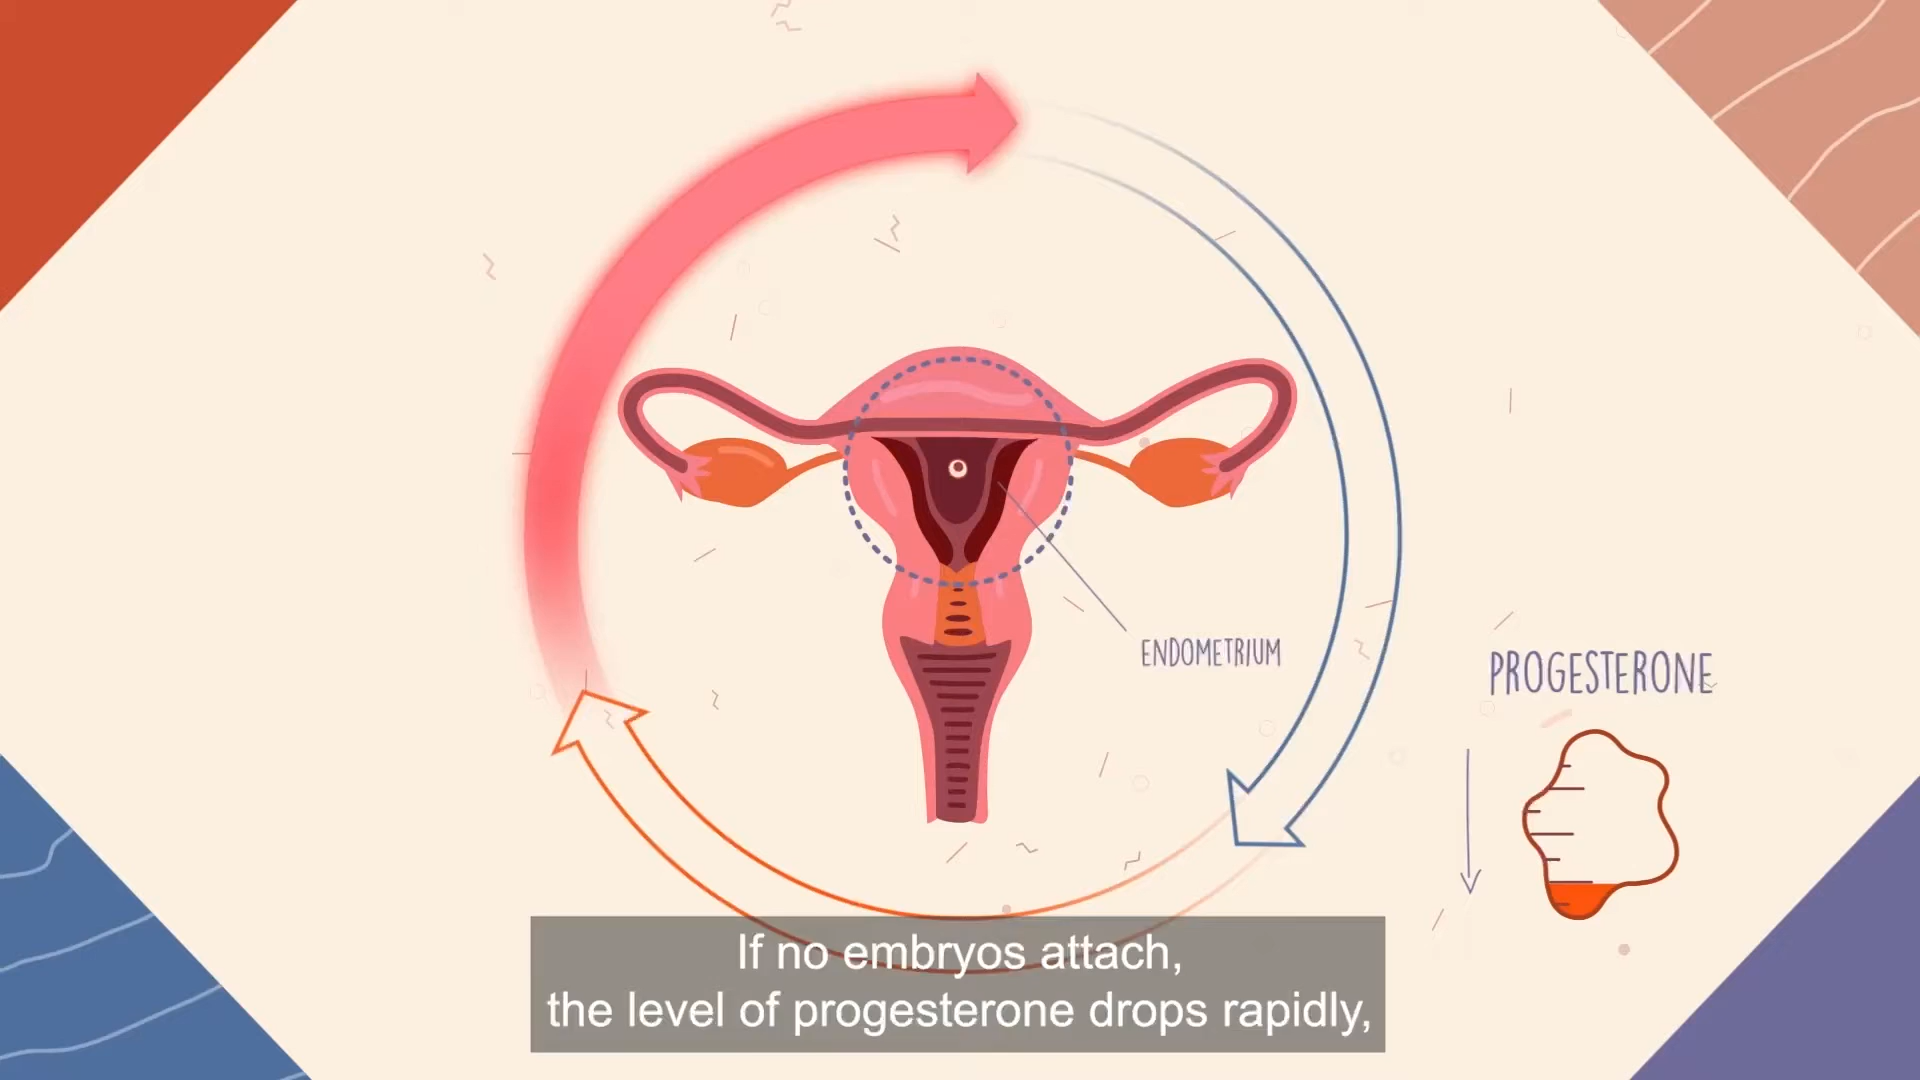 ENDOMETRIUM
PROGESTERONE
If no embryos attach,
the level of progesterone drops rapidly,